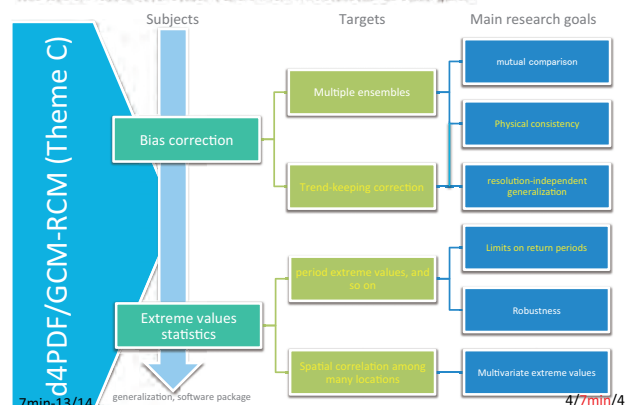 Subjects
Targets
Main research goals
d4PDF/GCM-RCM (Theme C)
Bias correction
Multiple ensembles
Trend-keeping correction
mutual comparison
Physical consistency
resolution-independent
generalization
Extreme values
statistics
period extreme values, and
so on
Spatial correlation among
many locations
Limits on return periods
Robustness
Multivariate extreme values
generalization, software package
7min-13/14
4/7min/4